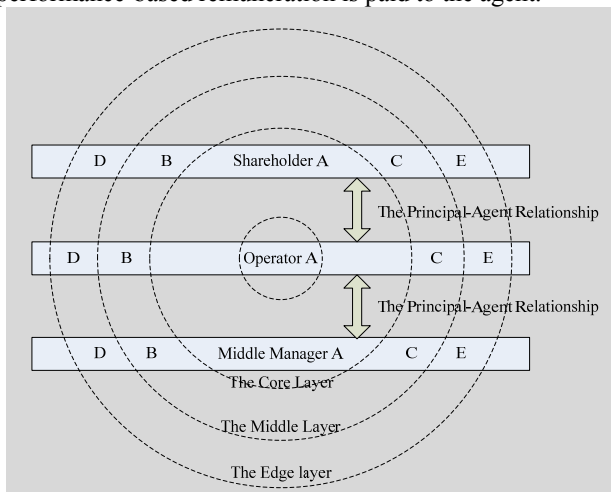 performance-based remuneration is paid to the agent.
D B Shareholder A C E
The Principal-Agent Relationship
D B Operator A C E
The Principal-Agent Relationship
D B Middle Manager A C E
The Core Layer
The Middle Layer
The Edge layer